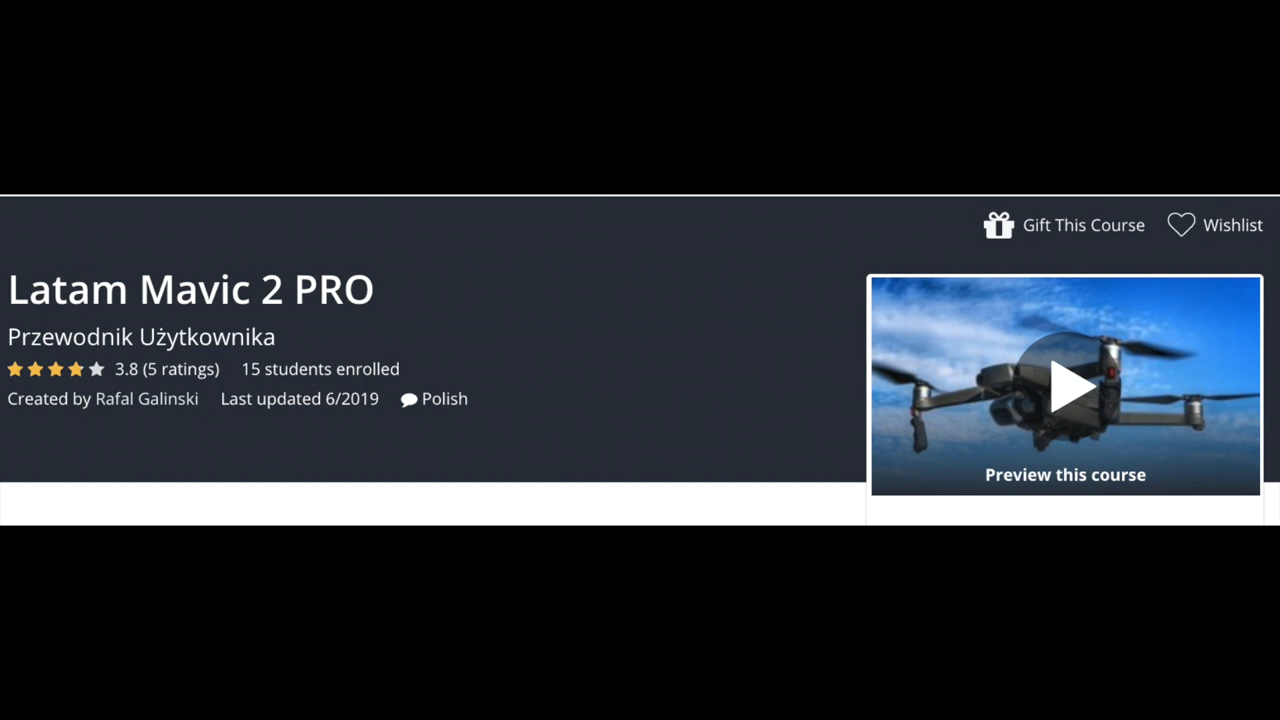 Gift This Course Wishlist
Latam Mavic 2 PRO
Przewodnik Użytkownika
3.8 (5 ratings) 15 students enrolled
Created by Rafal Galinski Last updated 6/2019 Polish
Preview this course